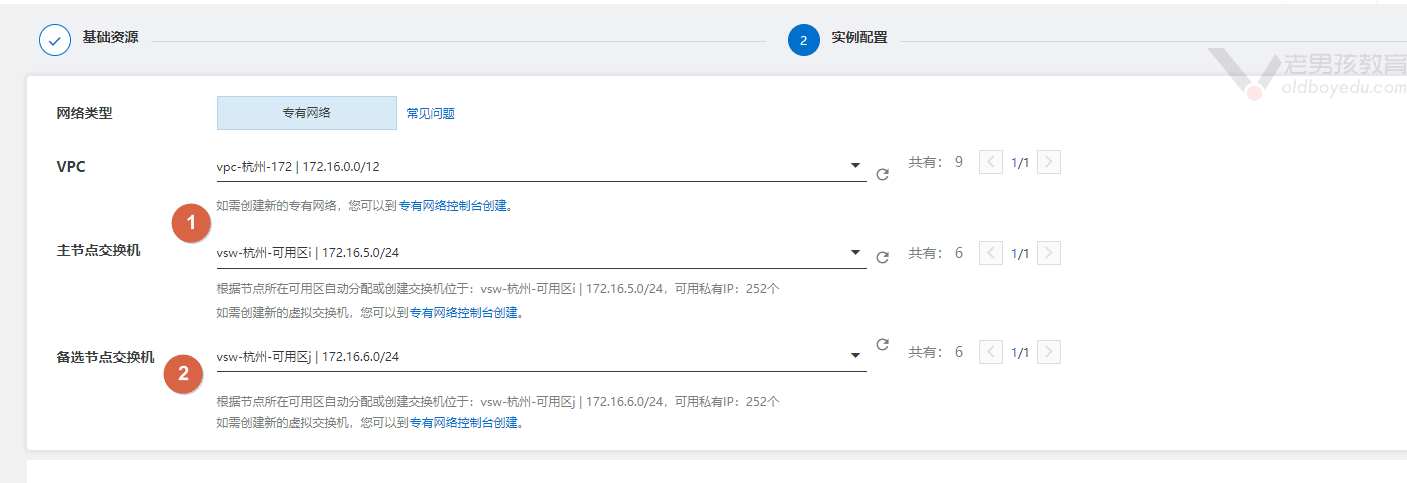 基础资源
2 实例配置
老男孩教育
oldboyedu.com
网络类型 专有网络 常见问题
VPC vpc-杭州-172 | 172.16.0.0/12 共有: 9 1/1
如需创建新的专有网络，您可以到专有网络控制台创建。
1
主节点交换机 vsw-杭州-可用区i | 172.16.5.0/24 共有: 6 1/1
根据节点所在可用区自动分配或创建交换机位于：vsw-杭州-可用区i | 172.16.5.0/24，可用私有IP：252个
如需创建新的虚拟交换机，您可以到专有网络控制台创建。
备选节点交换机 vsw-杭州-可用区j | 172.16.6.0/24 共有: 6 1/1
2
根据节点所在可用区自动分配或创建交换机位于：vsw-杭州-可用区j | 172.16.6.0/24，可用私有IP：252个
如需创建新的虚拟交换机，您可以到专有网络控制台创建。